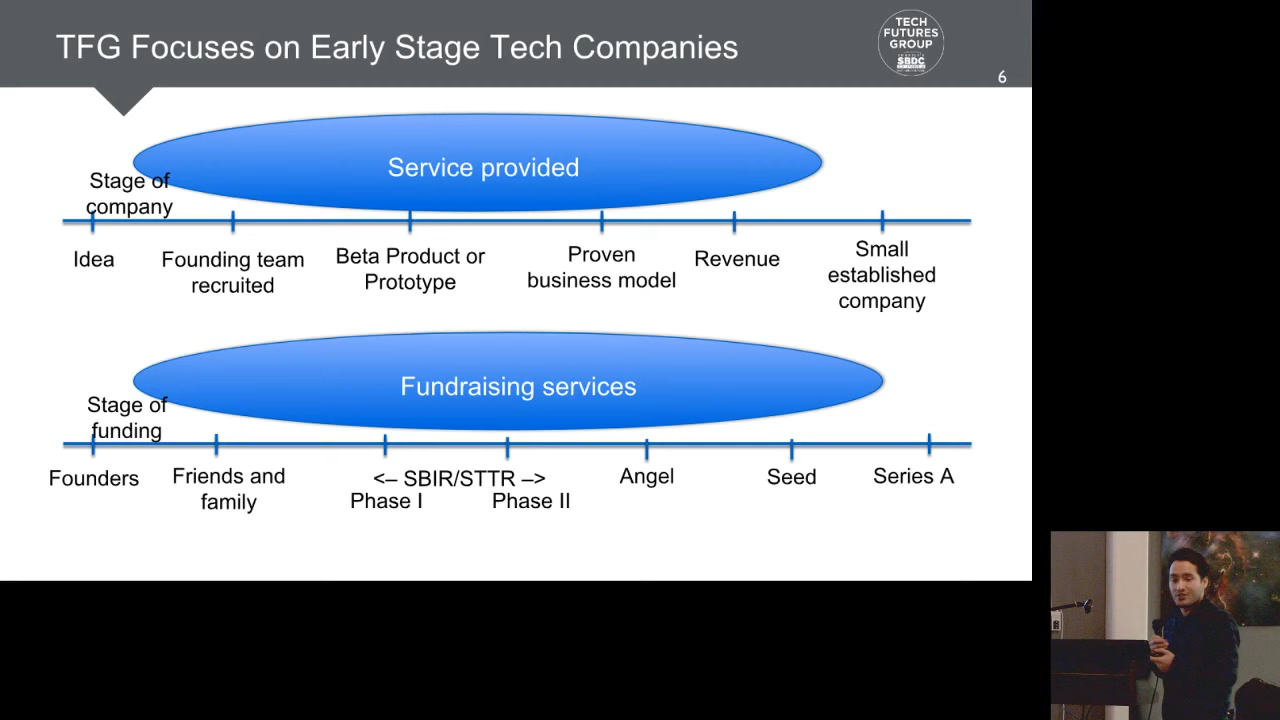 TFG Focuses on Early Stage Tech Companies
TECH
FUTURES
GROUP
SBDC
6
Service provided
Stage of
company
Idea
Founding team
recruited
Beta Product or
Prototype
Proven
business model
Revenue
Small
established
company
Fundraising services
Stage of
funding
Founders
Friends and
family
<– SBIR/STTR –>
Phase I
Phase II
Angel
Seed
Series A